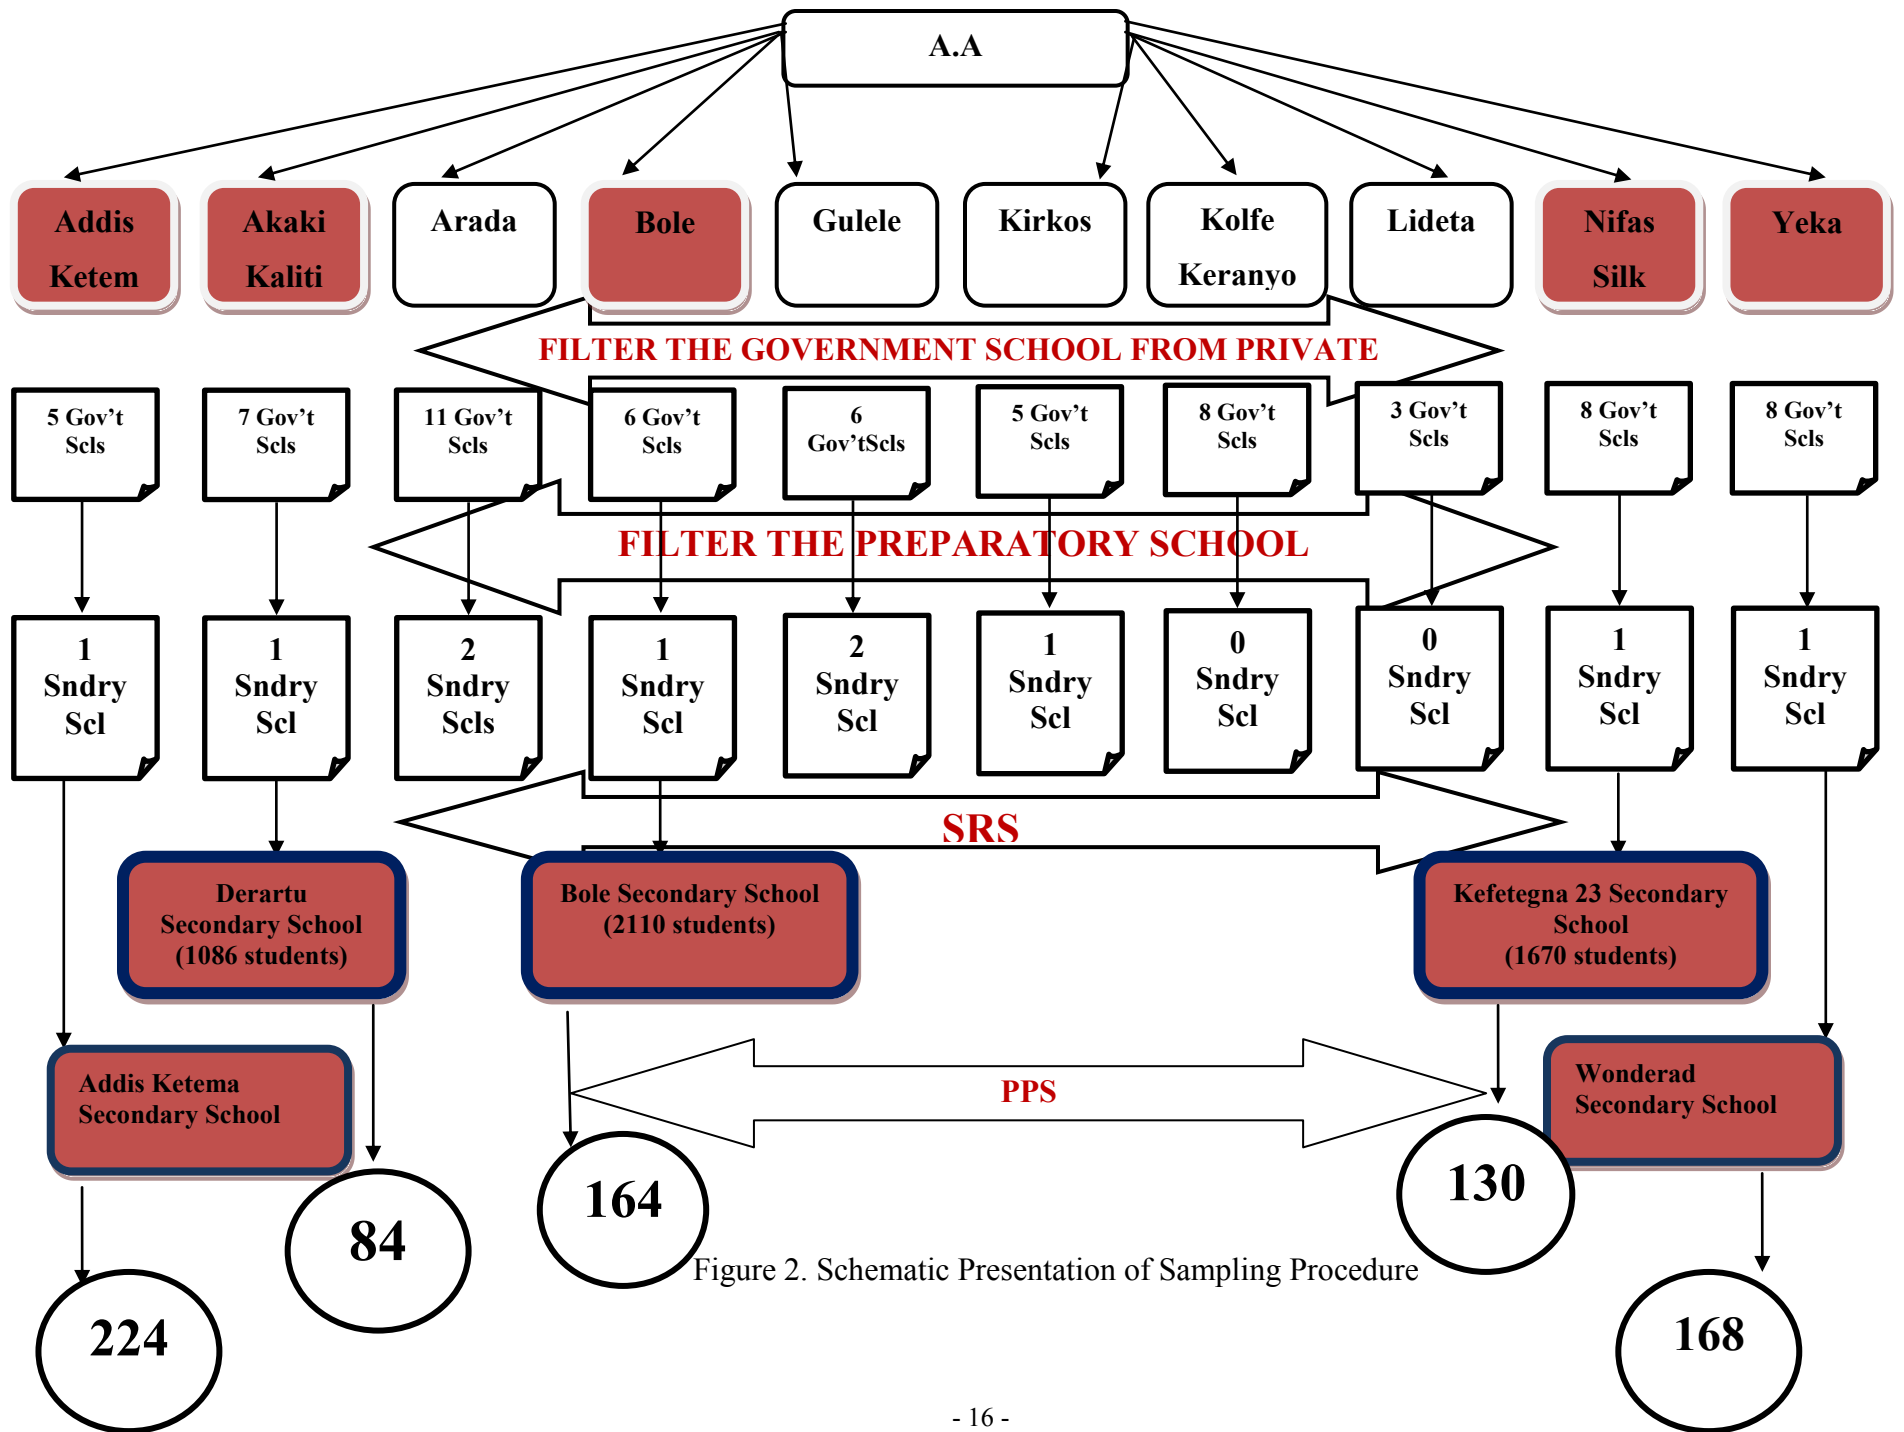 A.A
Addis
Ketem
Akaki
Kaliti
Arada
Bole
Gulele
Kirkos
Kolfe
Keranyo
Lideta
Nifas
Silk
Yeka
FILTER THE GOVERNMENT SCHOOL FROM PRIVATE
5 Gov’t
Scls
7 Gov’t
Scls
11 Gov’t
Scls
6 Gov’t
Scls
6
Gov’tScls
5 Gov’t
Scls
8 Gov’t
Scls
3 Gov’t
Scls
8 Gov’t
Scls
8 Gov’t
Scls
FILTER THE PREPARATORY SCHOOL
1
Sndry
Scl
1
Sndry
Scl
2
Sndry
Scls
1
Sndry
Scl
2
Sndry
Scl
1
Sndry
Scl
0
Sndry
Scl
0
Sndry
Scl
1
Sndry
Scl
1
Sndry
Scl
SRS
Derartu
Secondary School
(1086 students)
Bole Secondary School
(2110 students)
Kefetegna 23 Secondary
School
(1670 students)
Addis Ketema
Secondary School
PPS
Wonderad
Secondary School
84
164
130
Figure 2. Schematic Presentation of Sampling Procedure
224
168
- 16 -